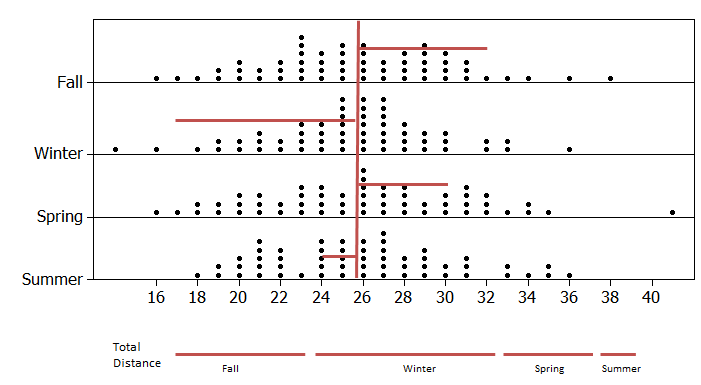 Fall
Winter
Spring
Summer
16 18 20 22 24 26 28 30 32 34 36 38 40
Total
Distance
Fall Winter Spring Summer